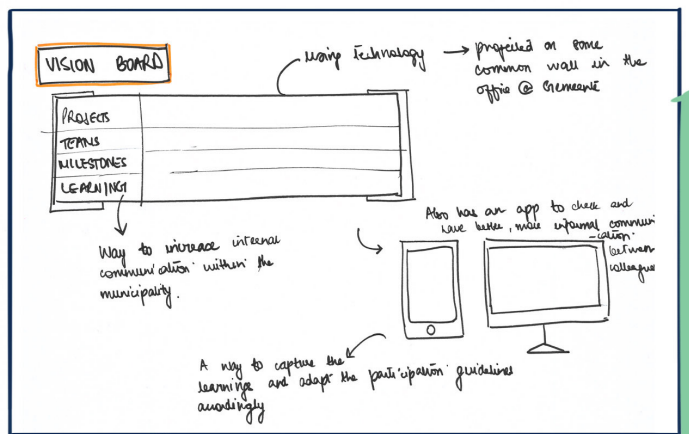 VISION BOARD
using Technology → projected on some
common wall in the
office @ Gemeente
PROJECTS
TEAMS
MILESTONES
LEARNING
Way to increase internal
communication within the
municipality.
Also has an app to check and
have better, more informal communi
-cation
between
colleague
A way to capture the
learnings and adapt the participation guidelines
accordingly